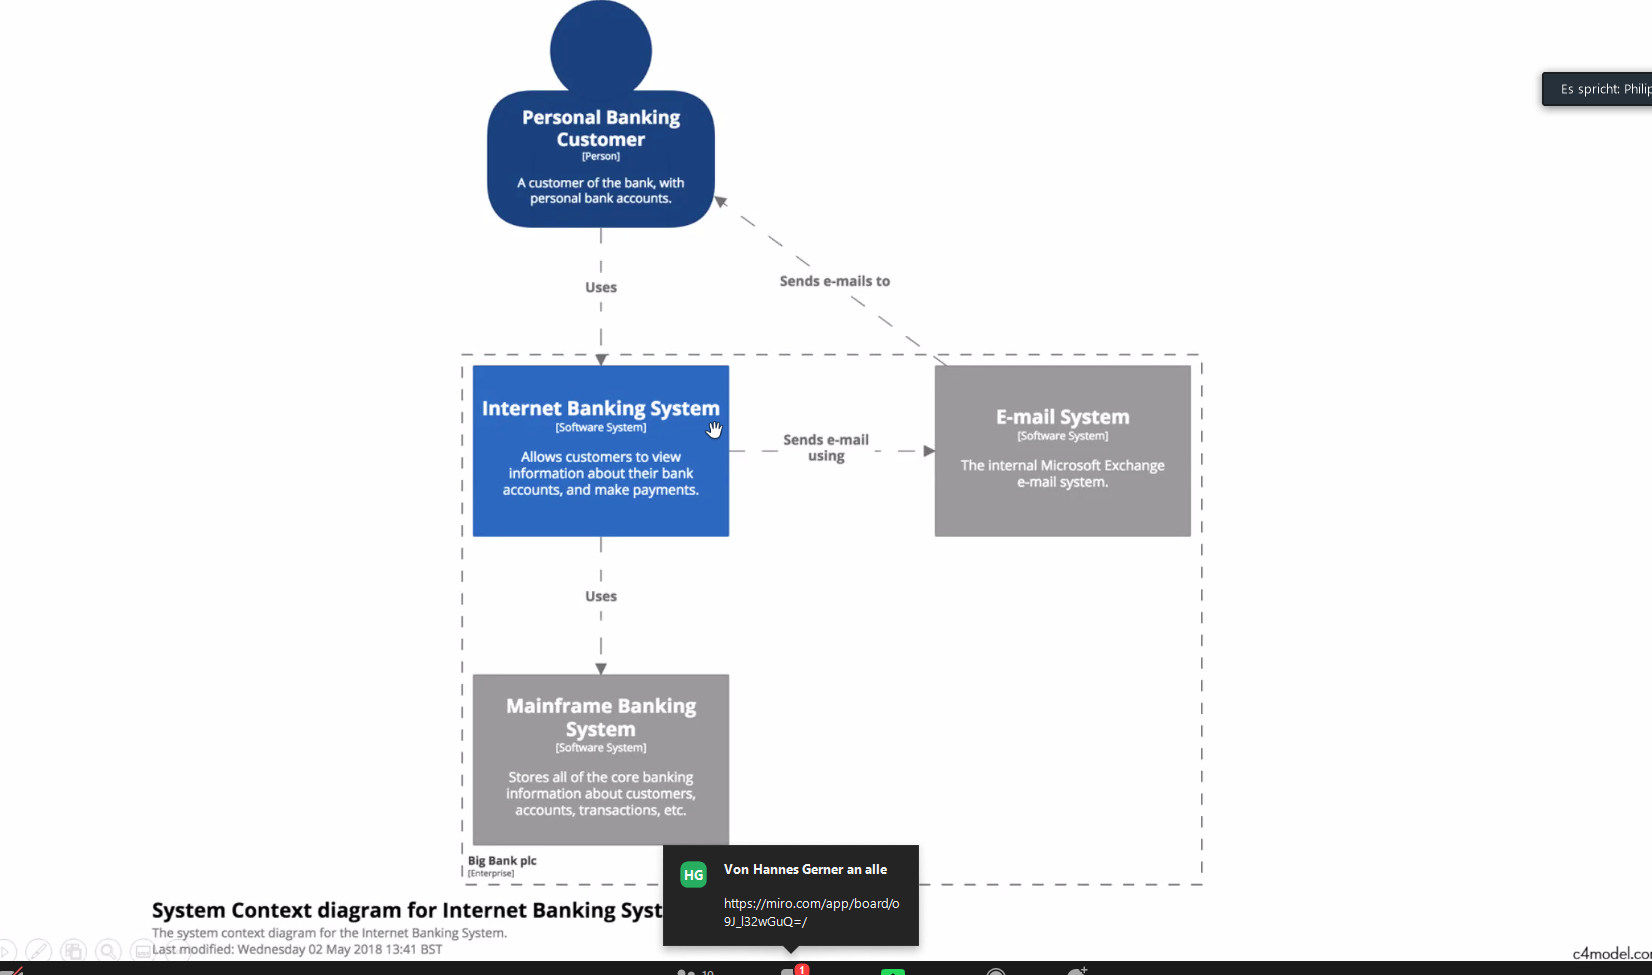 Personal Banking
Customer
[Person]
A customer of the bank, with
personal bank accounts.
Es spricht: Philip
Uses
Sends e-mails to
Internet Banking System
[Software System]
Allows customers to view
information about their bank
accounts, and make payments.
Sends e-mail
using
E-mail System
[Software System]
The internal Microsoft Exchange
e-mail system.
Uses
Mainframe Banking
System
[Software System]
Stores all of the core banking
information about customers,
accounts, transactions, etc.
Big Bank plc
[Enterprise]
HG
Von Hannes Gerner an alle
https://miro.com/app/board/o
9J_l32wGuQ=/
System Context diagram for Internet Banking Syst
The system context diagram for the Internet Banking System.
Last modified: Wednesday 02 May 2018 13:41 BST
c4model.co
1